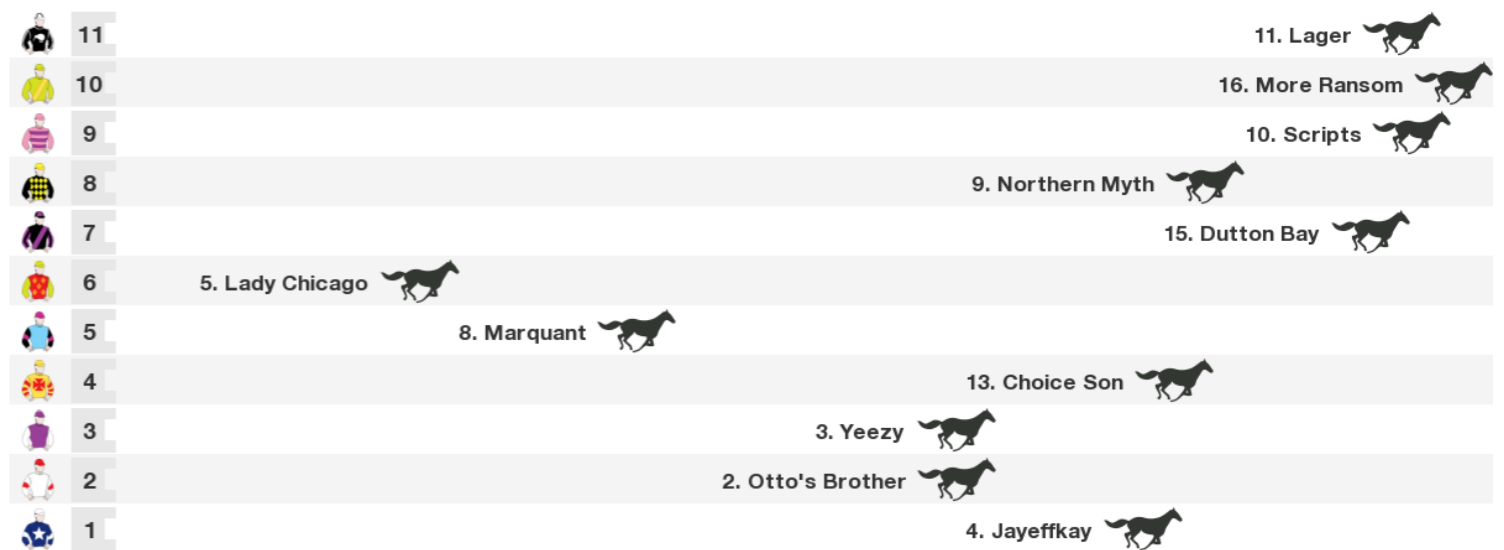 11 11. Lager
10 16. More Ransom
9 10. Scripts
8 9. Northern Myth
7 15. Dutton Bay
6 5. Lady Chicago
5 8. Marquant
4 13. Choice Son
3 3. Yeezy
2 2. Otto's Brother
1 4. Jayeffkay